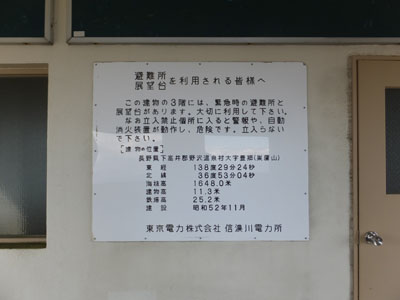 避難所
展望台を利用される皆様へ
この建物の3階には、緊急時の避難所と
展望台があります。大切に利用して下さい。
なお立入禁止個所に入ると警報や、自動
消火装置が動作し、危険です。立入らない
で下さい。
[建物の位置]
長野県下高井郡野沢温泉村大字豊郷(巣鷹山)
東経 138度29分24秒
北緯 36度53分04秒
海抜高 1648.0米
建物高 11.3米
鉄塔高 25.2米
建設 昭和52年11月
東京電力株式会社 信濃川電力所